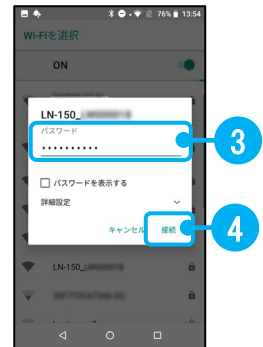 76% 13:54
Wi-Fiを選択
ON
LN-150_
パスワード
••••••••••
3
パスワードを表示する
詳細設定
キャンセル 接続
4
LN-150_